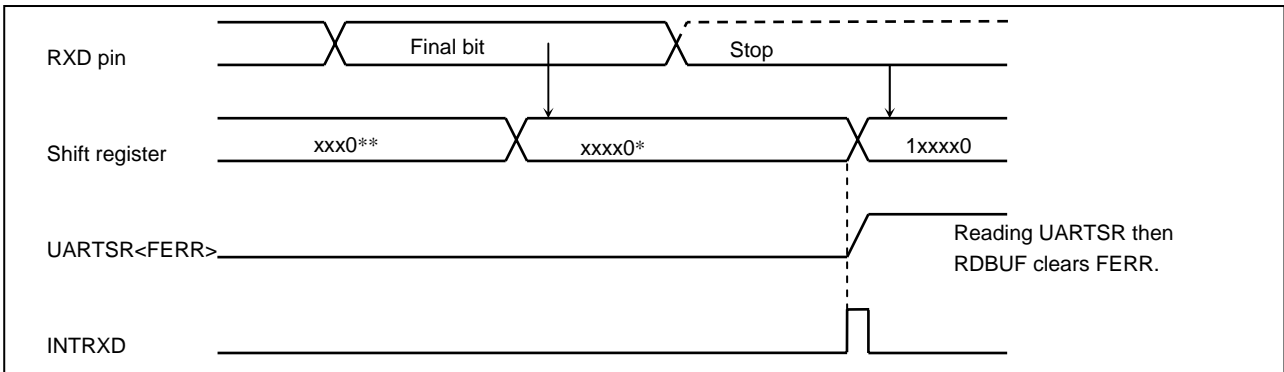 RXD pin
Final bit
Stop
Shift register
xxx0**
xxxx0*
1xxxx0
UARTSR<FERR>
Reading UARTSR then
RDBUF clears FERR.
INTRXD